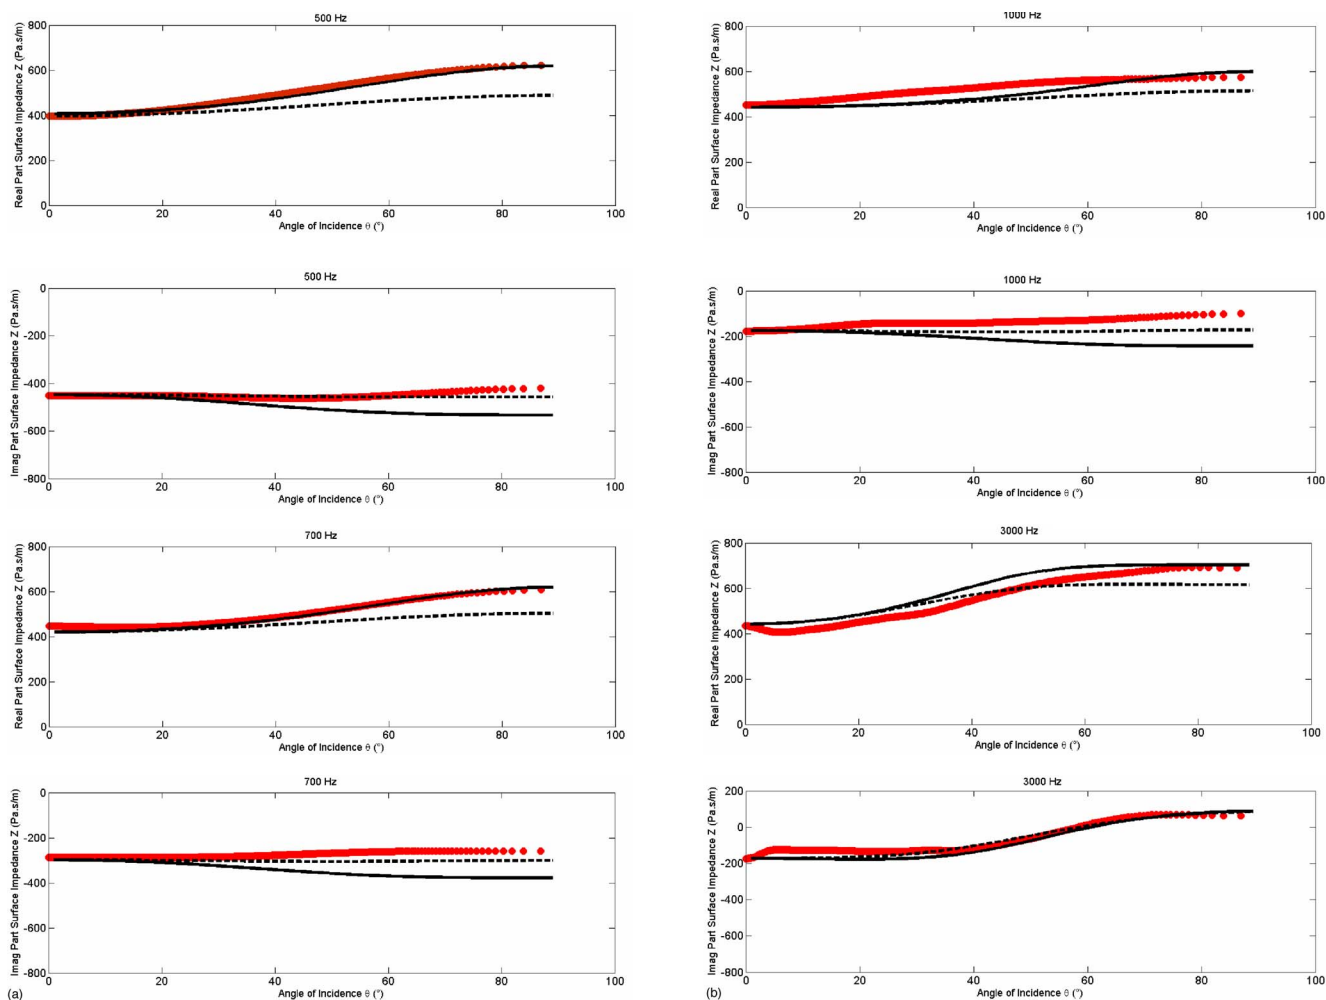 500 Hz
Real Part Surface Impedance Z (Pa.s/m)
800
600
400
200
0
0 20 40 60 80 100
Angle of Incidence θ (°)
500 Hz
Imag Part Surface Impedance Z (Pa.s/m)
0
-200
-400
-600
-800
0 20 40 60 80 100
Angle of Incidence θ (°)
700 Hz
Real Part Surface Impedance Z (Pa.s/m)
800
600
400
200
0
0 20 40 60 80 100
Angle of Incidence θ (°)
700 Hz
Imag Part Surface Impedance Z (Pa.s/m)
0
-200
-400
-600
-800
0 20 40 60 80 100
Angle of Incidence θ (°)
(a)
1000 Hz
Real Part Surface Impedance Z (Pa.s/m)
800
600
400
200
0
0 20 40 60 80 100
Angle of Incidence θ (°)
1000 Hz
Imag Part Surface Impedance Z (Pa.s/m)
0
-200
-400
-600
-800
0 20 40 60 80 100
Angle of Incidence θ (°)
3000 Hz
Real Part Surface Impedance Z (Pa.s/m)
800
600
400
200
0
0 20 40 60 80 100
Angle of Incidence θ (°)
3000 Hz
Imag Part Surface Impedance Z (Pa.s/m)
200
0
-200
-400
-600
-800
0 20 40 60 80 100
Angle of Incidence θ (°)
(b)